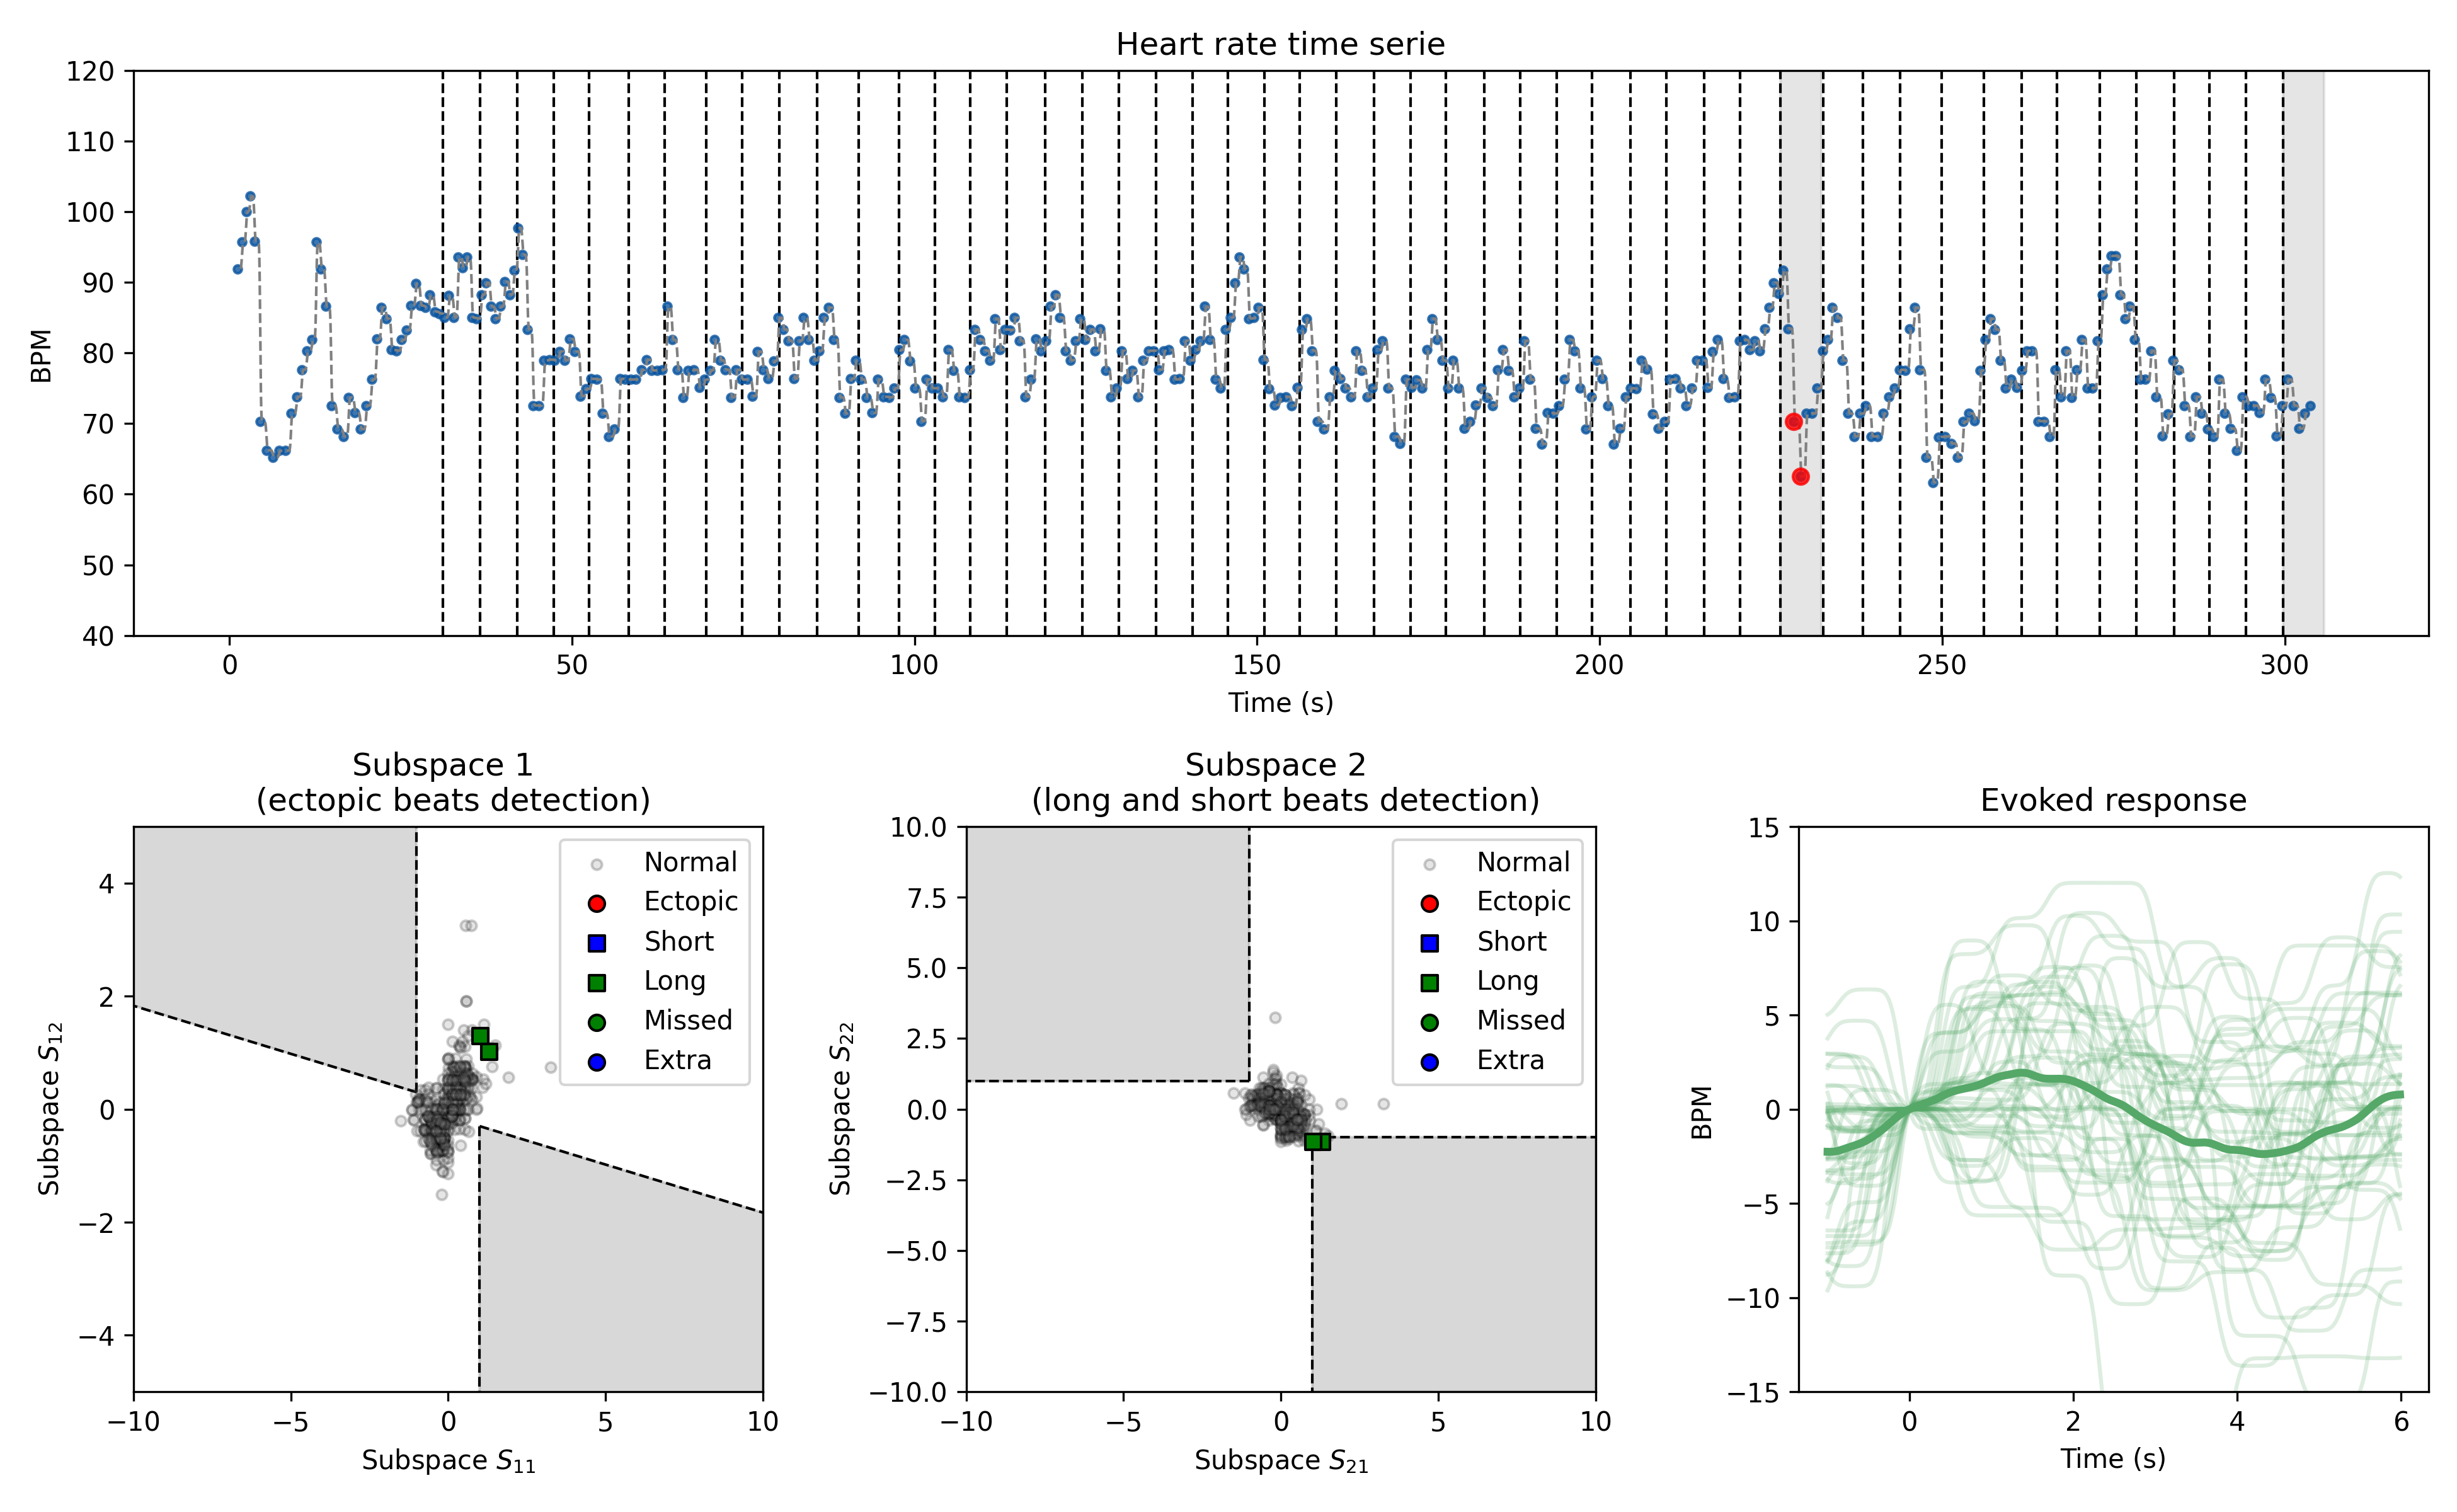 Heart rate time serie
120
110
100
90
80
70
60
50
40
BPM
0 50 100 150 200 250 300
Time (s)
Subspace 1
(ectopic beats detection)
4
2
0
−2
−4
Subspace S12
−10 −5 0 5 10
Subspace S11
Normal
Ectopic
Short
Long
Missed
Extra
Subspace 2
(long and short beats detection)
10.0
7.5
5.0
2.5
0.0
−2.5
−5.0
−7.5
−10.0
Subspace S22
−10 −5 0 5 10
Subspace S21
Normal
Ectopic
Short
Long
Missed
Extra
Evoked response
15
10
5
0
−5
−10
−15
BPM
0 2 4 6
Time (s)